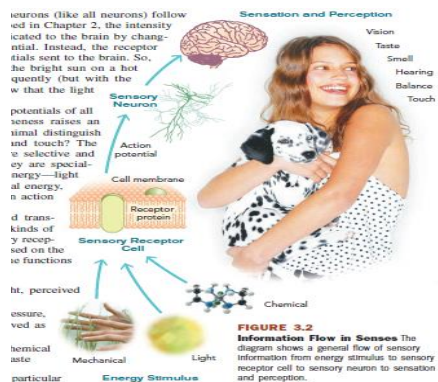 neurons (like all neurons) follow
ped in Chapter 2, the intensity
icated to the brain by chang-
ntial. Instead, the receptor
tials sent to the brain. So,
he bright sun on a hot
quently (but with the
w that the light
potentials of all
seness raises an
nimal distinguish
and touch? The
e selective and
ey are special-
nergy—light
al energy,
n action
d trans-
kinds of
y recep-
sed on the
he functions
ht, perceived
essure,
ved as
hemical
aste
particular
Sensation and Perception
Vision
Taste
Smell
Hearing
Balance
Touch
Sensory
Neuron
Action
potential
Cell membrane
Receptor
protein
Sensory Receptor
Cell
Chemical
Mechanical
Light
Energy Stimulus
FIGURE 3.2
Information Flow in Senses The
diagram shows a general flow of sensory
information from energy stimulus to sensory
receptor cell to sensory neuron to sensation
and perception.